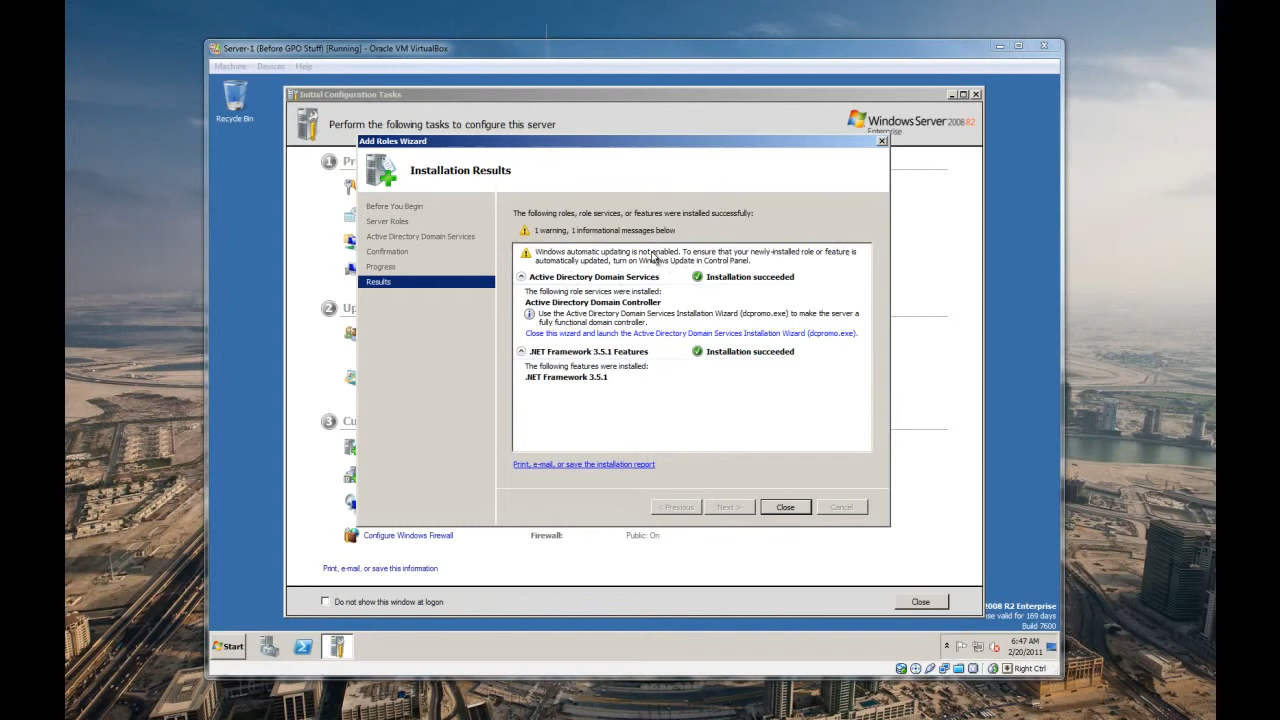 Server-1 (Before GPO Stuff) [Running] - Oracle VM VirtualBox
Machine Devices Help
Recycle Bin
Initial Configuration Tasks
Perform the following tasks to configure this server
Windows Server 2008 R2
Enterprise
Add Roles Wizard
Installation Results
1
2
3
Before You Begin
Server Roles
Active Directory Domain Services
Confirmation
Progress
Results
The following roles, role services, or features were installed successfully:
1 warning, 1 informational messages below
Windows automatic updating is not enabled. To ensure that your newly-installed role or feature is
automatically updated, turn on Windows Update in Control Panel.
Active Directory Domain Services Installation succeeded
The following role services were installed:
Active Directory Domain Controller
Use the Active Directory Domain Services Installation Wizard (dcpromo.exe) to make the server a
fully functional domain controller.
Close this wizard and launch the Active Directory Domain Services Installation Wizard (dcpromo.exe).
.NET Framework 3.5.1 Features Installation succeeded
The following features were installed:
.NET Framework 3.5.1
Print, e-mail, or save the installation report
< Previous Next > Close Cancel
Configure Windows Firewall Firewall: Public: On
Print, e-mail, or save this information
Do not show this window at logon Close
2008 R2 Enterprise
valid for 169 days
Build 7600
Start
6:47 AM
2/20/2011
Right Ctrl